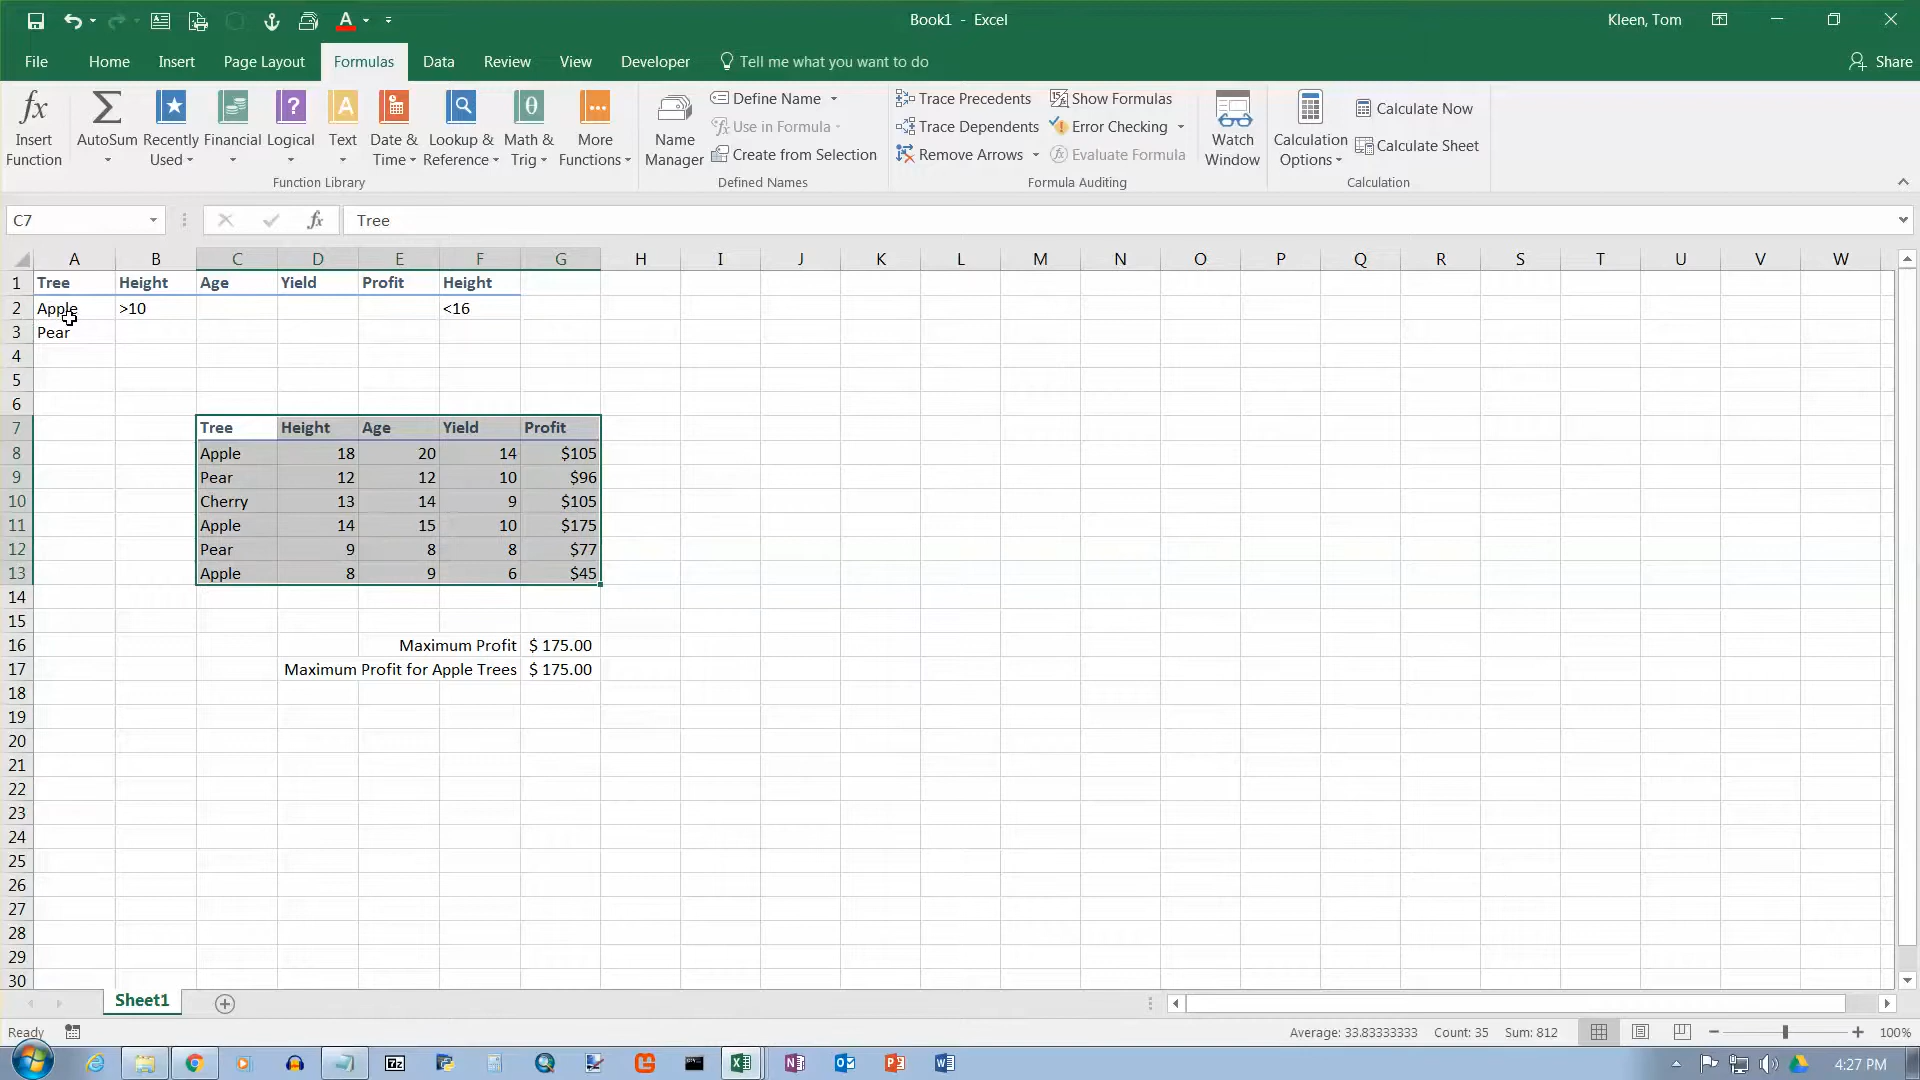 Book1 - Excel
Kleen, Tom
File Home Insert Page Layout Formulas Data Review View Developer Tell me what you want to do Share
fx Insert Function
Σ AutoSum
Recently Used
Financial
Logical
A Text
Date & Time
Lookup & Reference
θ Math & Trig
More Functions
Function Library
Name Manager
Define Name
Use in Formula
Create from Selection
Defined Names
Trace Precedents
Trace Dependents
Remove Arrows
Show Formulas
Error Checking
Evaluate Formula
Formula Auditing
Watch Window
Calculation Options
Calculate Now
Calculate Sheet
Calculation
C7 fx Tree
A B C D E F G H I J K L M N O P Q R S T U V W
1 Tree Height Age Yield Profit Height
2 Apple >10 <16
3 Pear
4
5
6
7 Tree Height Age Yield Profit
8 Apple 18 20 14 $105
9 Pear 12 12 10 $96
10 Cherry 13 14 9 $105
11 Apple 14 15 10 $175
12 Pear 9 8 8 $77
13 Apple 8 9 6 $45
14
15
16 Maximum Profit $ 175.00
17 Maximum Profit for Apple Trees $ 175.00
18
19
20
21
22
23
24
25
26
27
28
29
30
Sheet1
Ready Average: 33.83333333 Count: 35 Sum: 812 100%
4:27 PM